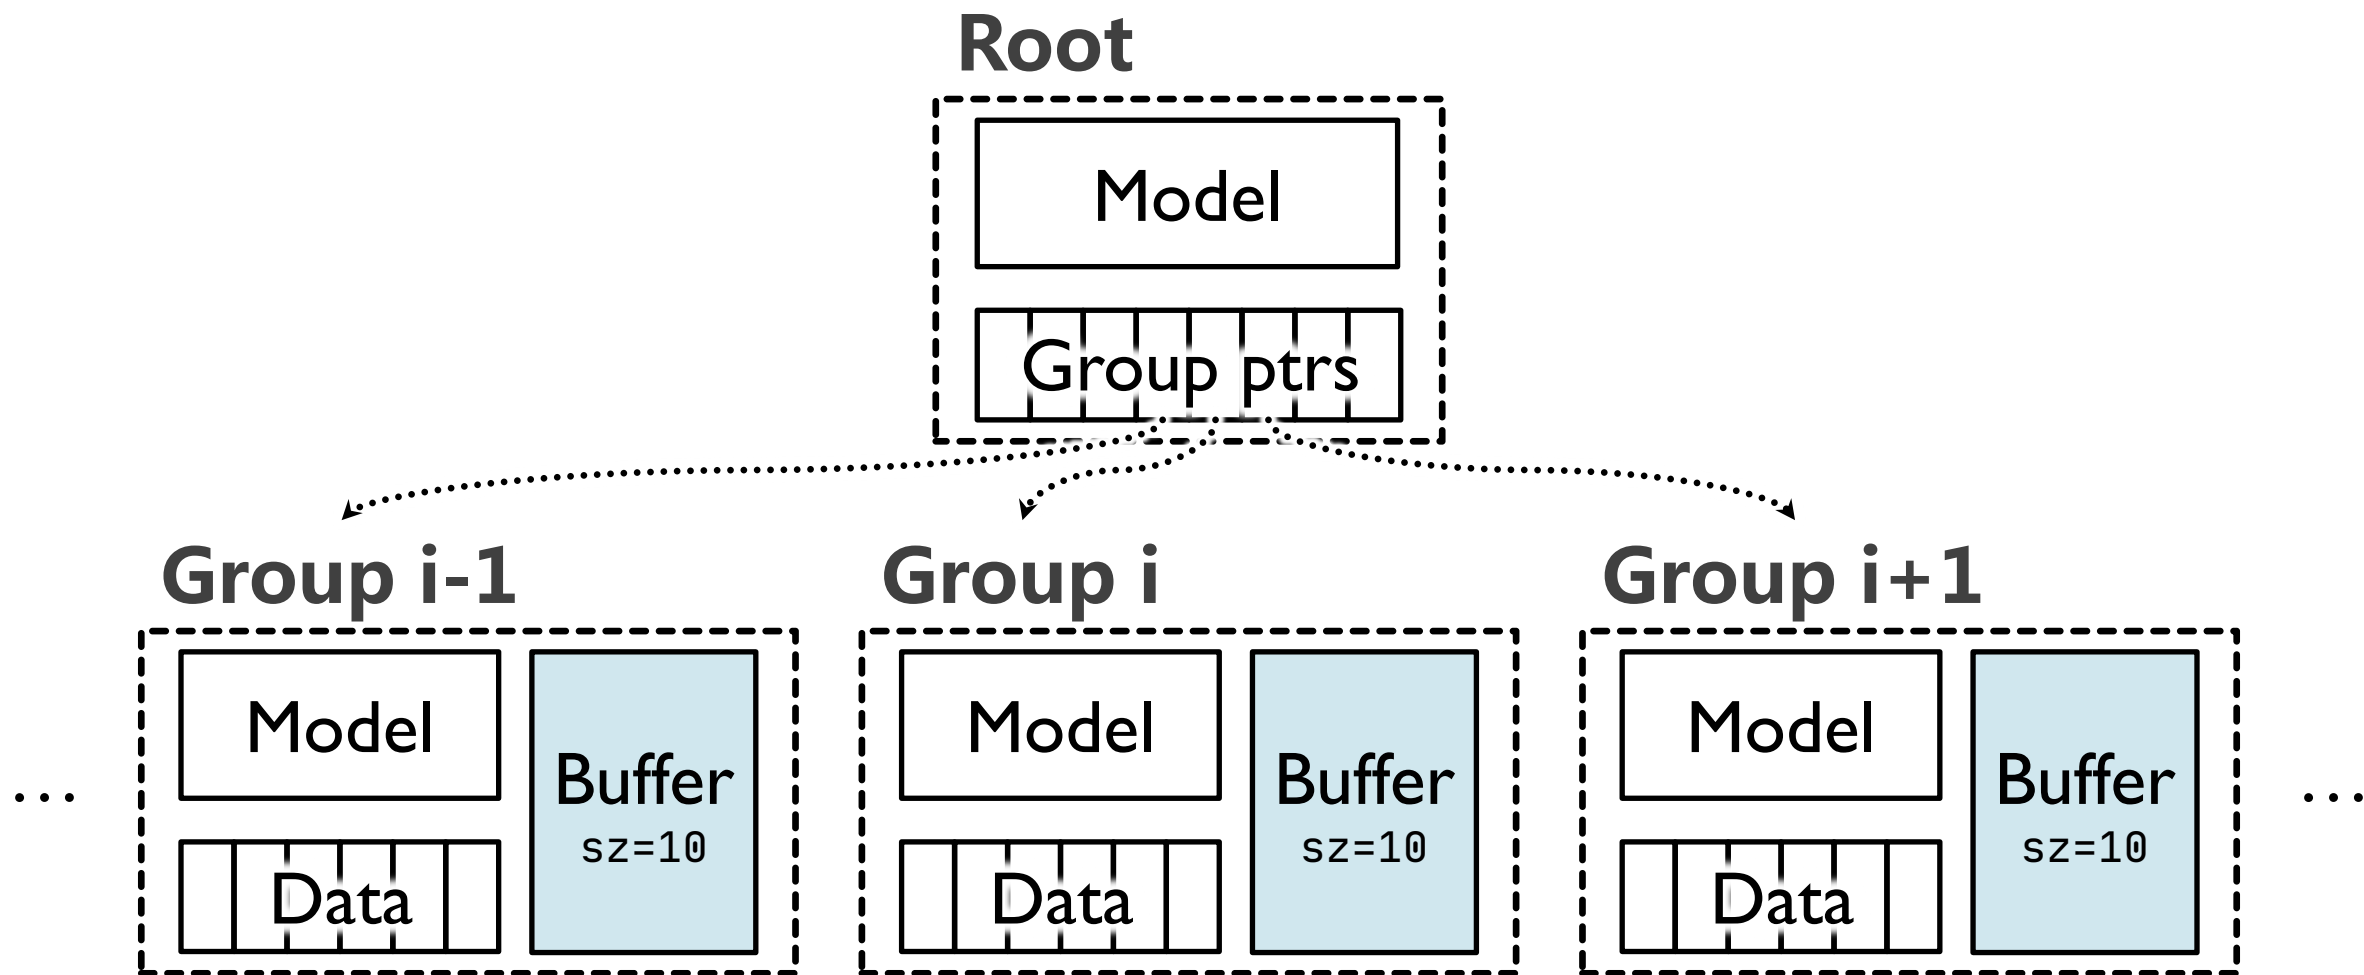 Root
Model
Group ptrs
Group i-1
Group i
Group i+1
Model
Buffer
sz=10
Data
Model
Buffer
sz=10
Data
Model
Buffer
sz=10
Data
...
...